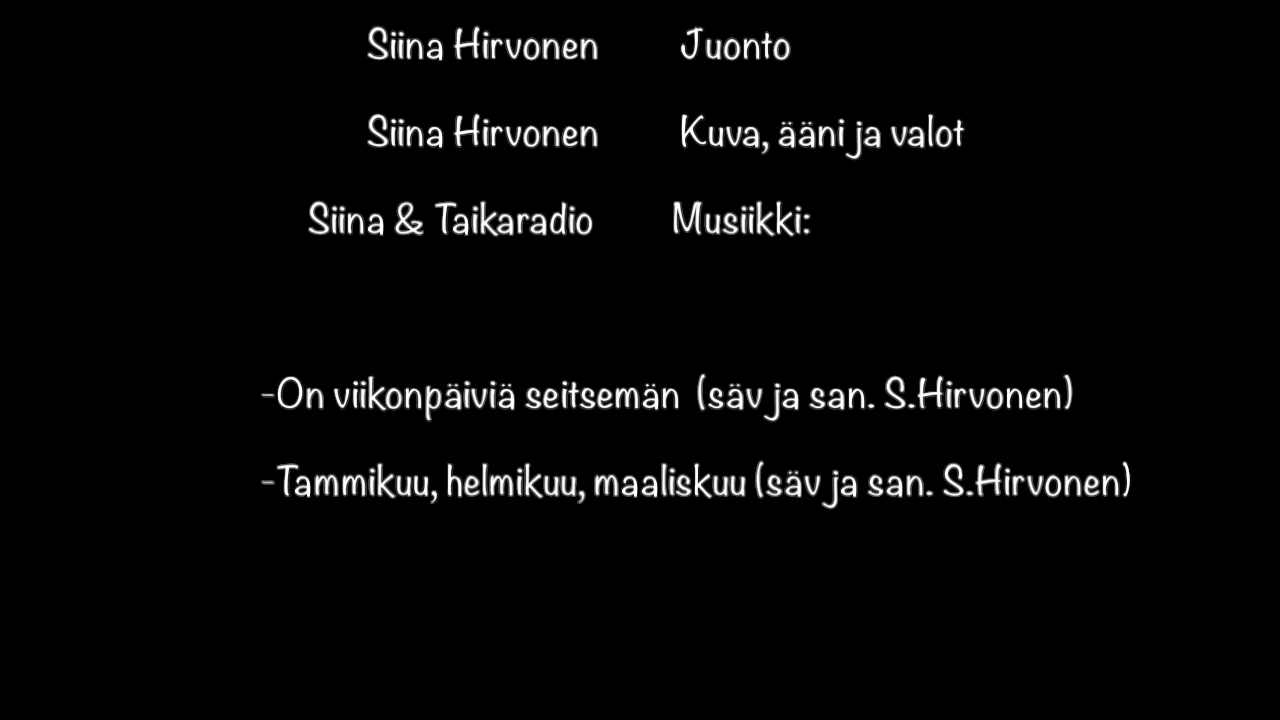 Siina Hirvonen Juonto
Siina Hirvonen Kuva, ääni ja valot
Siina & Taikaradio Musiikki:
-On viikonpäiviä seitsemän (säv ja san. S.Hirvonen)
-Tammikuu, helmikuu, maaliskuu (säv ja san. S.Hirvonen)